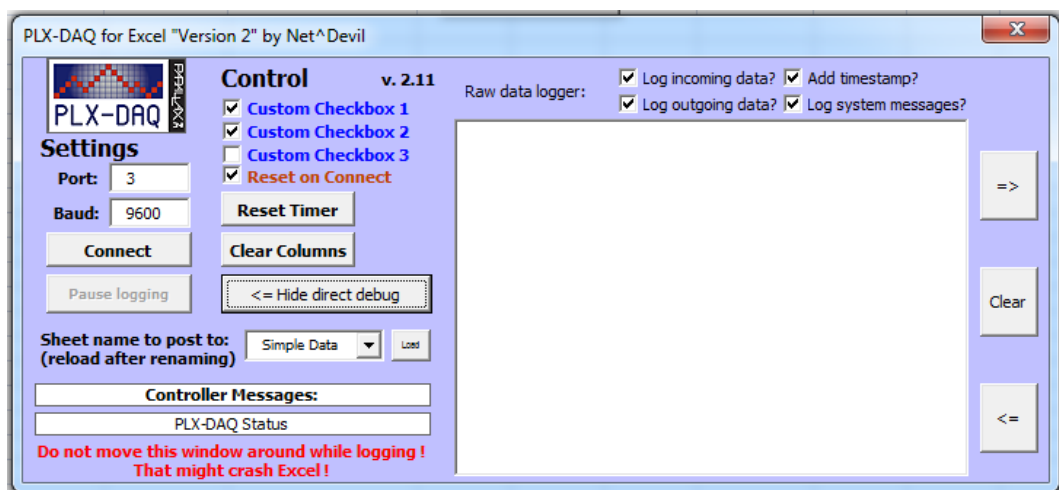 PLX-DAQ for Excel "Version 2" by Net^Devil
PLX-DAQ
PARALLAX
Control v. 2.11
Custom Checkbox 1
Custom Checkbox 2
Custom Checkbox 3
Reset on Connect
Settings
Port: 3
Baud: 9600
Reset Timer
Connect
Clear Columns
Pause logging
<= Hide direct debug
Sheet name to post to:
(reload after renaming)
Simple Data
Load
Controller Messages:
PLX-DAQ Status
Do not move this window around while logging !
That might crash Excel !
Raw data logger:
Log incoming data? Add timestamp?
Log outgoing data? Log system messages?
=>
Clear
<=